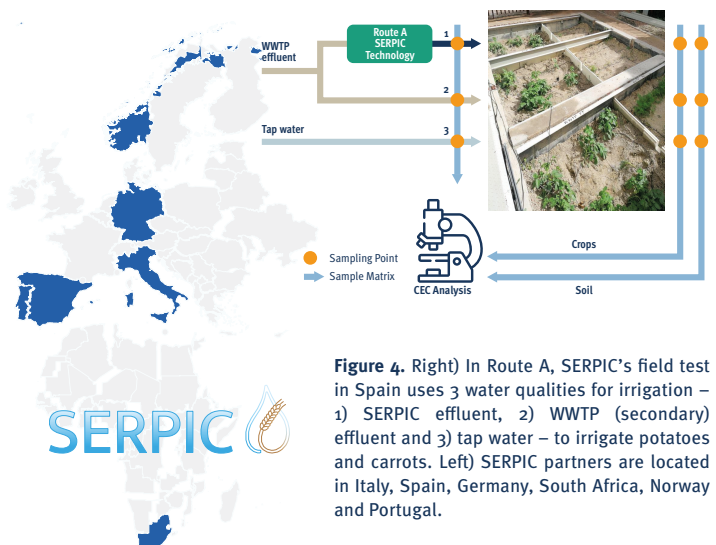 WWTP
effluent
Route A
SERPIC
Technology
1
2
Tap water
3
Sampling Point
Sample Matrix
CEC Analysis
Crops
Soil
SERPIC
Figure 4. Right) In Route A, SERPIC’s field test
in Spain uses 3 water qualities for irrigation –
1) SERPIC effluent, 2) WWTP (secondary)
effluent and 3) tap water – to irrigate potatoes
and carrots. Left) SERPIC partners are located
in Italy, Spain, Germany, South Africa, Norway
and Portugal.